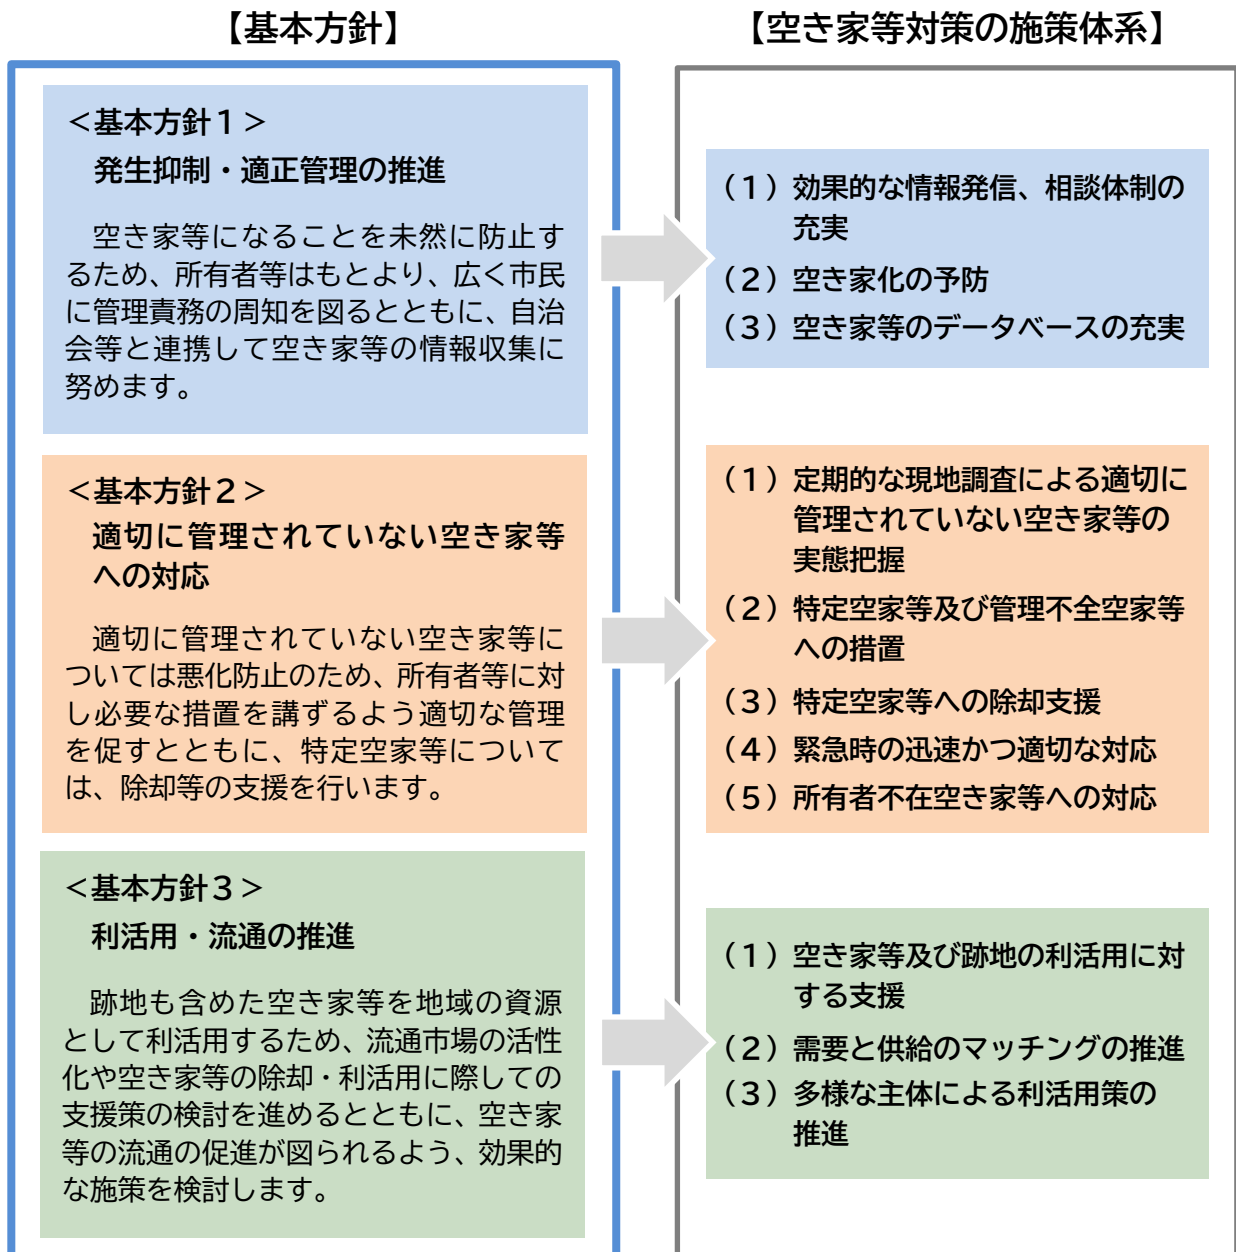 【基本方針】
＜基本方針１＞
発生抑制・適正管理の推進
空き家等になることを未然に防止す
るため、所有者等はもとより、広く市民
に管理責務の周知を図るとともに、自治
会等と連携して空き家等の情報収集に
努めます。
＜基本方針２＞
適切に管理されていない空き家等
への対応
適切に管理されていない空き家等に
ついては悪化防止のため、所有者等に対
し必要な措置を講ずるよう適切な管理
を促すとともに、特定空家等について
は、除却等の支援を行います。
＜基本方針３＞
利活用・流通の推進
跡地も含めた空き家等を地域の資源
として利活用するため、流通市場の活性
化や空き家等の除却・利活用に際しての
支援策の検討を進めるとともに、空き家
等の流通の促進が図られるよう、効果的
な施策を検討します。
【空き家等対策の施策体系】
（１）効果的な情報発信、相談体制の
充実
（２）空き家化の予防
（３）空き家等のデータベースの充実
（１）定期的な現地調査による適切に
管理されていない空き家等の
実態把握
（２）特定空家等及び管理不全空家等
への措置
（３）特定空家等への除却支援
（４）緊急時の迅速かつ適切な対応
（５）所有者不在空き家等への対応
（１）空き家等及び跡地の利活用に対
する支援
（２）需要と供給のマッチングの推進
（３）多様な主体による利活用策の
推進